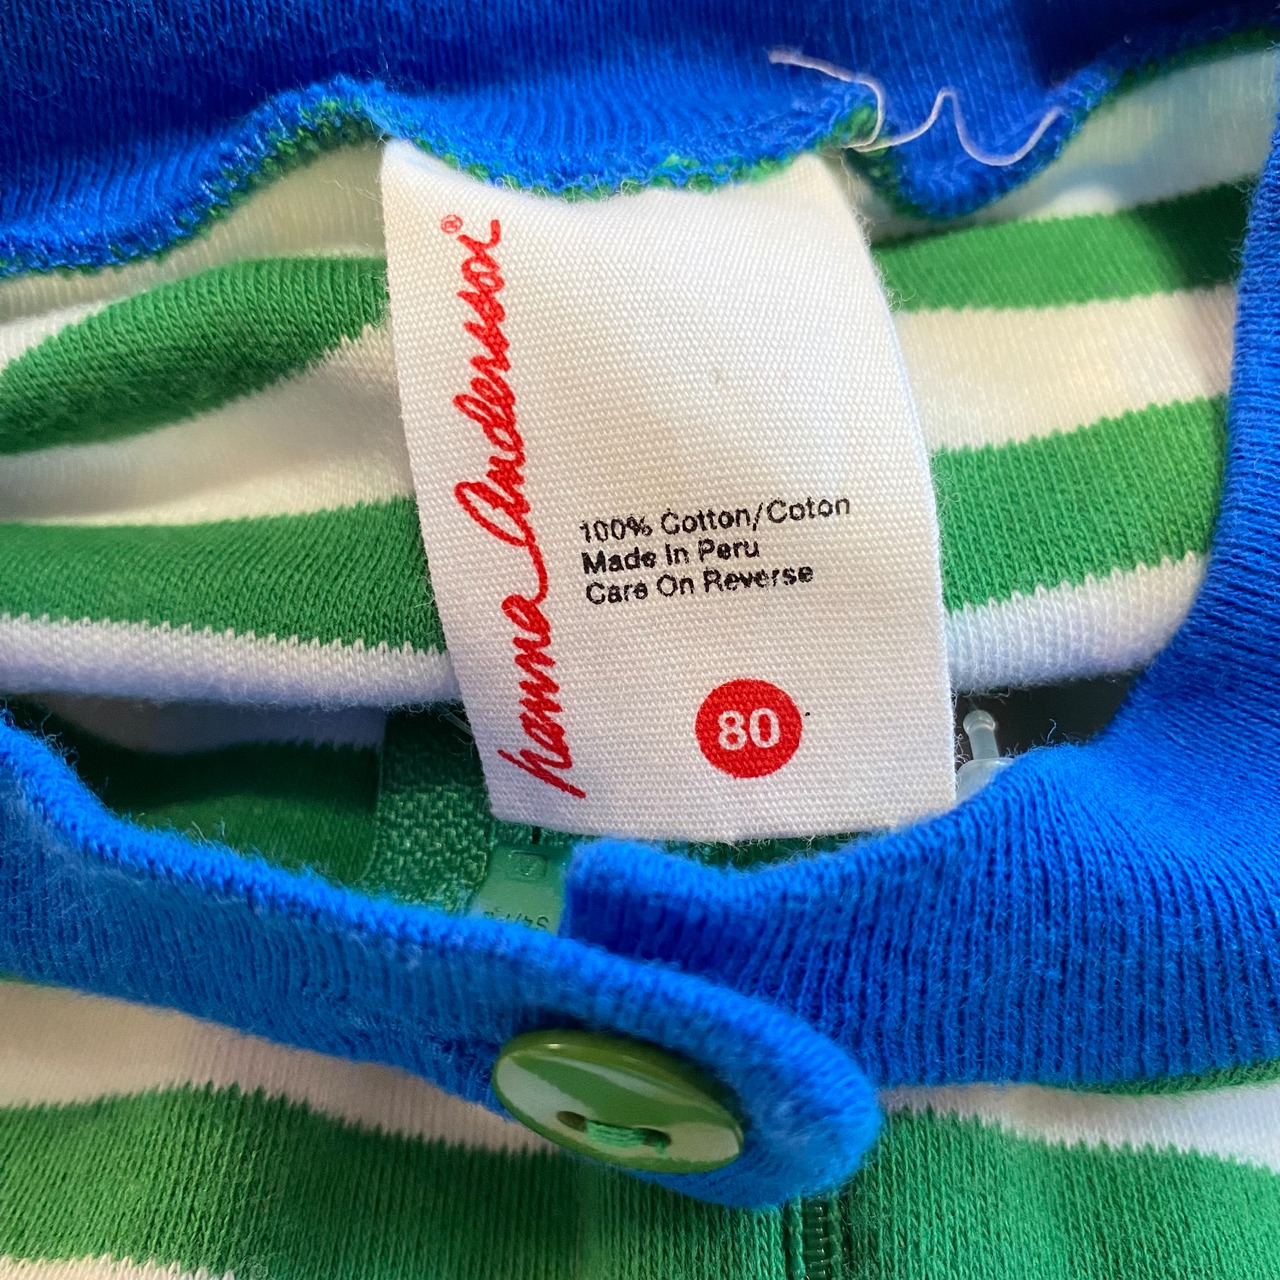 hanna Andersson®
100% Cotton/Coton
Made In Peru
Care On Reverse
80